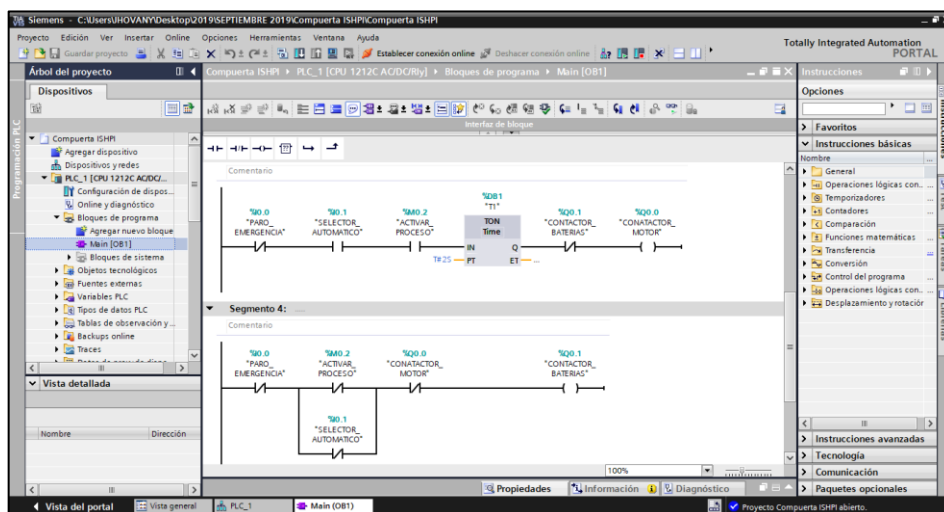 Siemens - C:\Users\JHOVANY\Desktop\2019\SEPTIEMBRE 2019\Compuerta ISHPI\Compuerta ISHPI
Proyecto Edición Ver Insertar Online Opciones Herramientas Ventana Ayuda
Guardar proyecto Establecer conexión online Deshacer conexión online
Totally Integrated Automation
PORTAL
Árbol del proyecto
Compuerta ISHPI PLC_1 [CPU 1212C AC/DC/Rly] Bloques de programa Main [OB1]
Instrucciones
Dispositivos
Opciones
Programación PLC
Interfaz de bloque
Compuerta ISHPI
Agregar dispositivo
Dispositivos y redes
PLC_1 [CPU 1212C AC/DC/...
Configuración de dispos...
Online y diagnóstico
Bloques de programa
Agregar nuevo bloque
Main [OB1]
Bloques de sistema
Objetos tecnológicos
Fuentes externas
Variables PLC
Tipos de datos PLC
Tablas de observación y...
Backups online
Traces
Vista detallada
Nombre Dirección
Comentario
%I0.0
"PARO_
EMERGENCIA"
%I0.1
"SELECTOR_
AUTOMATICO"
%M0.2
"ACTIVAR_
PROCESO"
%DB1
"T1"
TON
Time
IN Q
T#2S PT ET ...
%Q0.1
"CONTACTOR_
BATERIAS"
%Q0.0
"CONATACTOR_
MOTOR"
Segmento 4: .....
Comentario
%I0.0
"PARO_
EMERGENCIA"
%M0.2
"ACTIVAR_
PROCESO"
%Q0.0
"CONATACTOR_
MOTOR"
%Q0.1
"CONTACTOR_
BATERIAS"
%I0.1
"SELECTOR_
AUTOMATICO"
100%
Propiedades Información Diagnóstico
Favoritos
Instrucciones básicas
Nombre ...
General
Operaciones lógicas con... ...
Temporizadores ...
Contadores ...
Comparación
Funciones matemáticas ...
Transferencia ...
Conversión
Control del programa ...
Operaciones lógicas con... ...
Desplazamiento y rotación
Instrucciones avanzadas
Tecnología
Comunicación
Paquetes opcionales
Vista del portal Vista general PLC_1 Main (OB1)
Proyecto Compuerta ISHPI abierto.